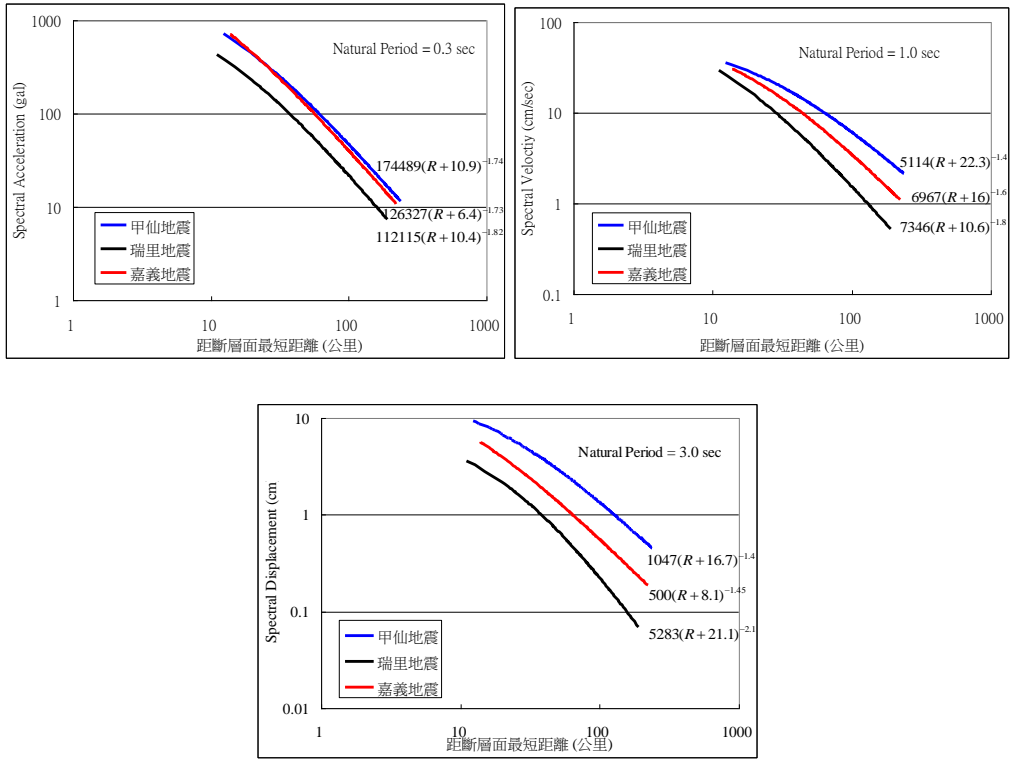 1000
100
10
1
Spectral Acceleration (gal)
Natural Period = 0.3 sec
174489(R+10.9)^-1.74
126327(R+6.4)^-1.73
112115(R+10.4)^-1.82
甲仙地震
瑞里地震
嘉義地震
1 10 100 1000
距斷層面最短距離 (公里)
100
10
1
0.1
Spectral Veloctiy (cm/sec)
Natural Period = 1.0 sec
5114(R+22.3)^-1.4
6967(R+16)^-1.6
7346(R+10.6)^-1.8
甲仙地震
瑞里地震
嘉義地震
1 10 100 1000
距斷層面最短距離 (公里)
10
1
0.1
0.01
Spectral Displacement (cm
Natural Period = 3.0 sec
1047(R+16.7)^-1.4
500(R+8.1)^-1.45
5283(R+21.1)^-2.1
甲仙地震
瑞里地震
嘉義地震
1 10 100 1000
距斷層面最短距離 (公里)